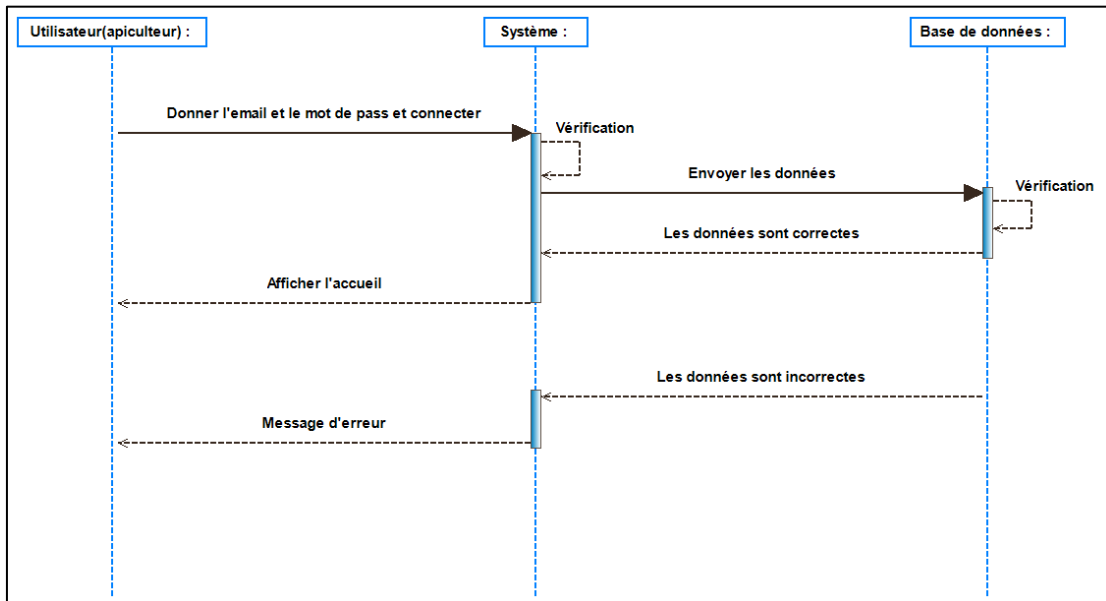 Utilisateur(apiculteur) :
Système :
Base de données :
Donner l'email et le mot de pass et connecter
Vérification
Envoyer les données
Vérification
Les données sont correctes
Afficher l'accueil
Les données sont incorrectes
Message d'erreur